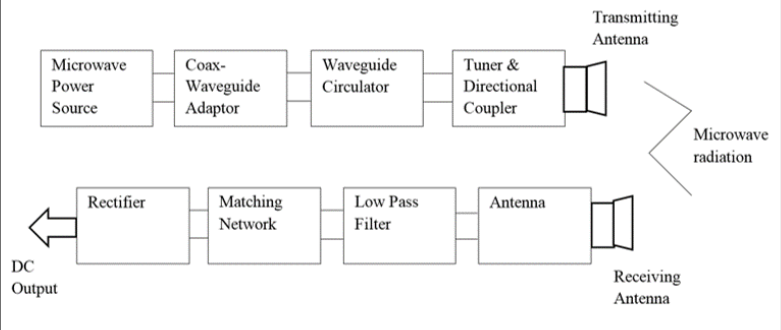 Transmitting
Antenna
Microwave
Power
Source
Coax-
Waveguide
Adaptor
Waveguide
Circulator
Tuner &
Directional
Coupler
Microwave
radiation
Rectifier
Matching
Network
Low Pass
Filter
Antenna
DC
Output
Receiving
Antenna